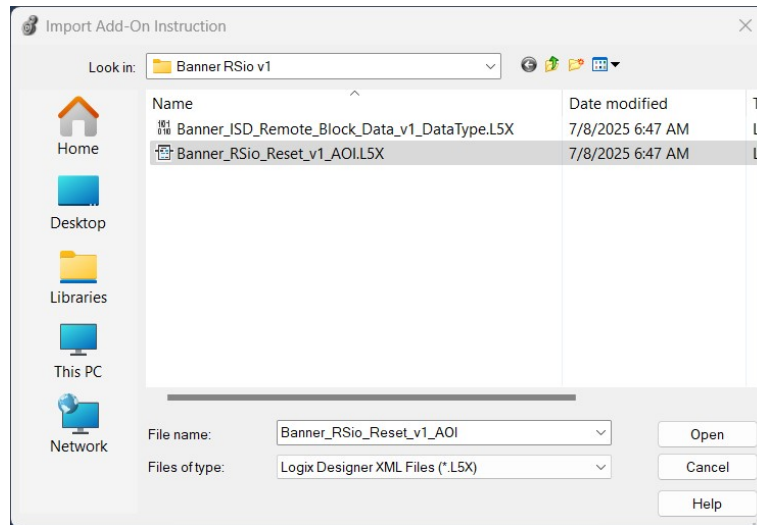 Import Add-On Instruction
Look in: Banner RSio v1
Name Date modified T
Banner_ISD_Remote_Block_Data_v1_DataType.L5X 7/8/2025 6:47 AM L
Banner_RSio_Reset_v1_AOI.L5X 7/8/2025 6:47 AM L
Home
Desktop
Libraries
This PC
Network
File name: Banner_RSio_Reset_v1_AOI Open
Files of type: Logix Designer XML Files (*.L5X) Cancel
Help